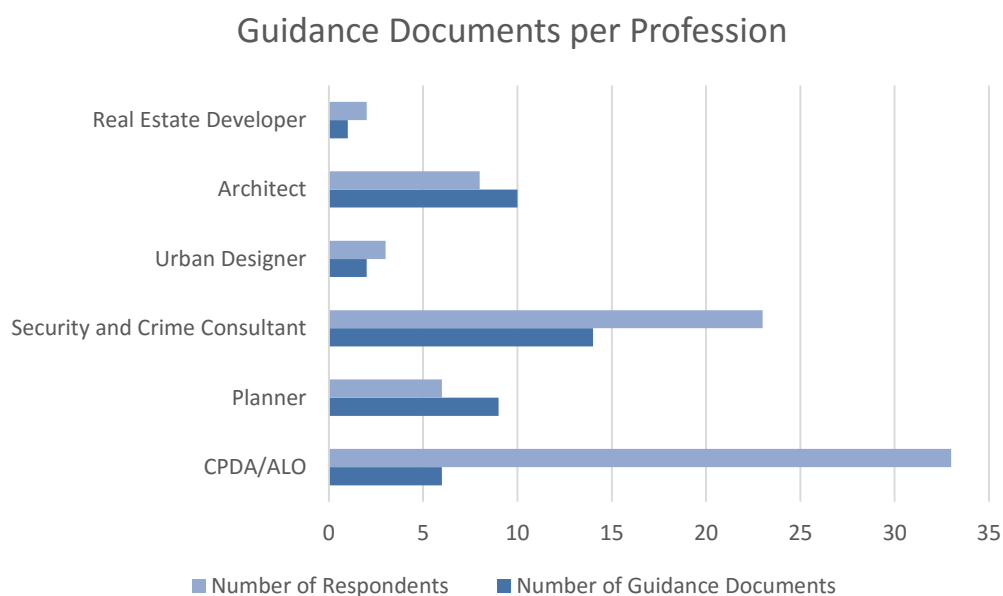 Guidance Documents per Profession
Real Estate Developer
Architect
Urban Designer
Security and Crime Consultant
Planner
CPDA/ALO
0 5 10 15 20 25 30 35
Number of Respondents Number of Guidance Documents